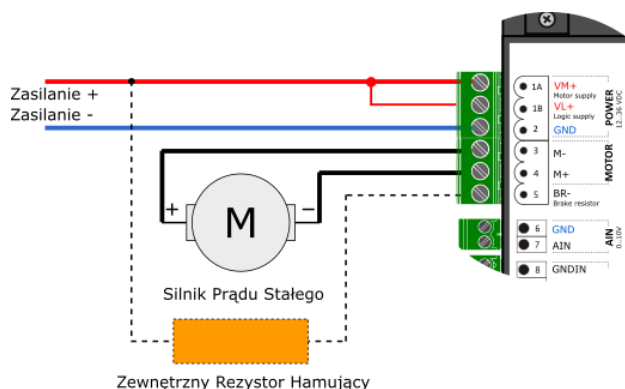 Zasilanie +
Zasilanie -
+
M
–
Silnik Prądu Stałego
Zewnętrzny Rezystor Hamujący
1A VM+
Motor supply
1B VL+
Logic supply
2 GND
POWER
12..36 VDC
3 M-
4 M+
MOTOR
5 BR-
Brake resistor
6 GND
7 AIN
AIN
0..10V
8 GNDIN